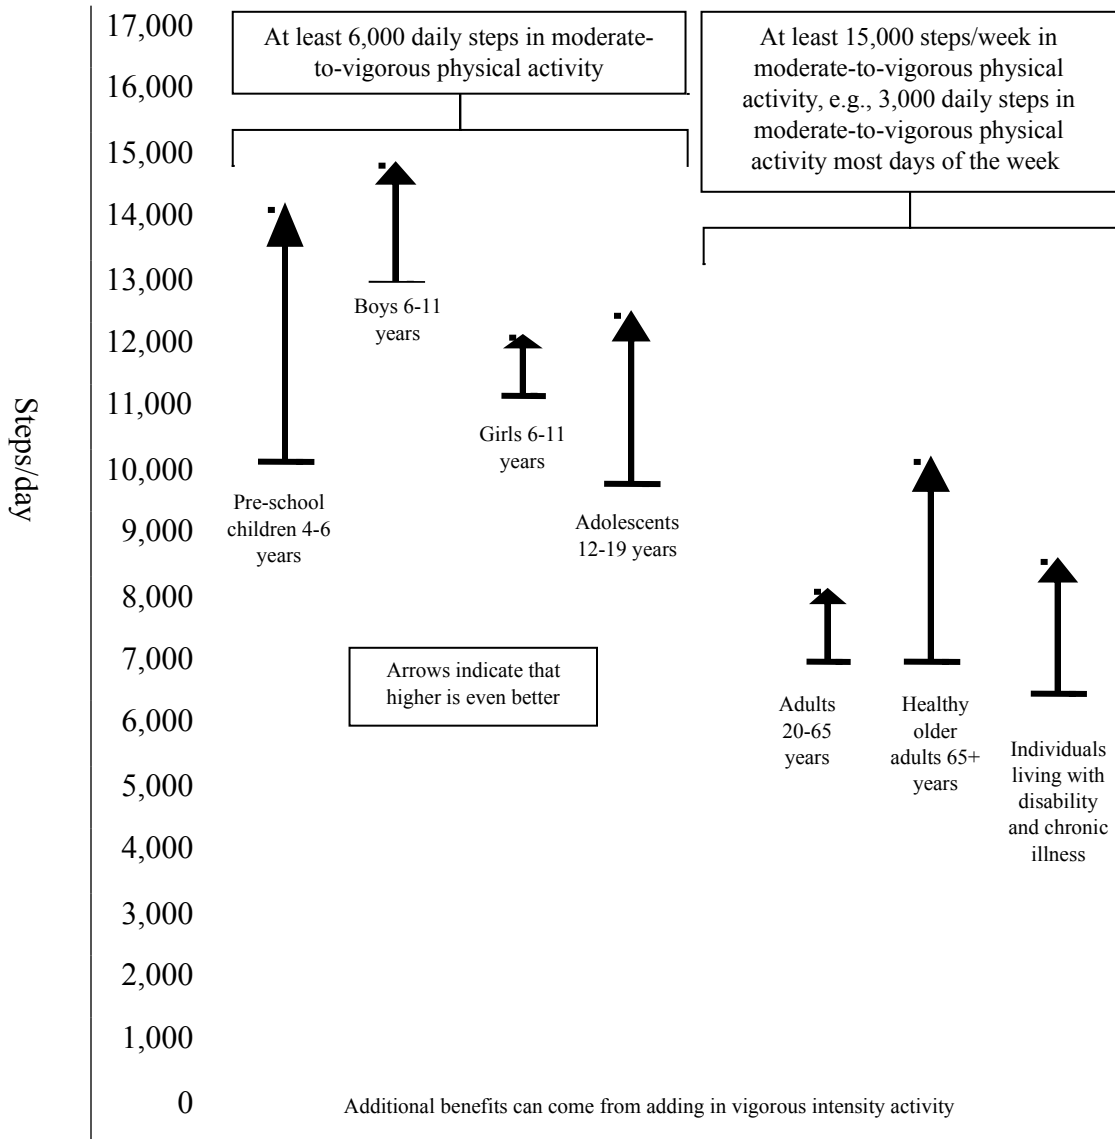 17,000
16,000
15,000
14,000
13,000
12,000
11,000
10,000
9,000
8,000
7,000
6,000
5,000
4,000
3,000
2,000
1,000
0
Steps/day
At least 6,000 daily steps in moderate-
to-vigorous physical activity
At least 15,000 steps/week in
moderate-to-vigorous physical
activity, e.g., 3,000 daily steps in
moderate-to-vigorous physical
activity most days of the week
Pre-school
children 4-6
years
Boys 6-11
years
Girls 6-11
years
Adolescents
12-19 years
Arrows indicate that
higher is even better
Adults
20-65
years
Healthy
older
adults 65+
years
Individuals
living with
disability
and chronic
illness
Additional benefits can come from adding in vigorous intensity activity